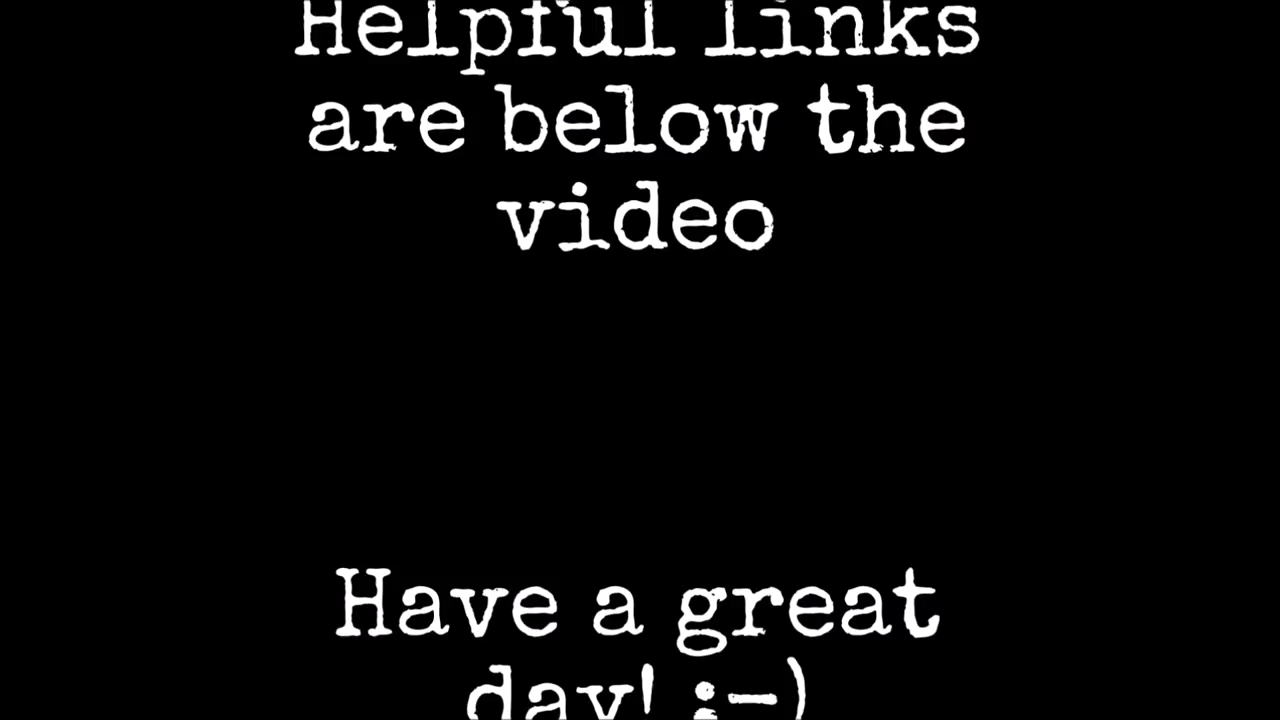 Helpful links
are below the
video
Have a great
day! ;-)